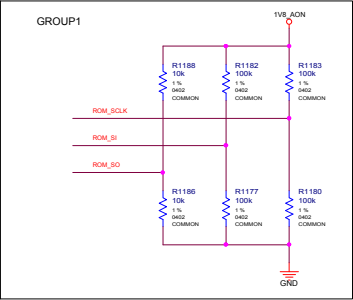 GROUP1
1V8_AON
R1188
10k
1 %
0402
COMMON
R1182
100k
1 %
0402
COMMON
R1183
100k
1 %
0402
COMMON
ROM_SCLK
ROM_SI
ROM_SO
R1186
10k
1 %
0402
COMMON
R1177
100k
1 %
0402
COMMON
R1180
100k
1 %
0402
COMMON
GND